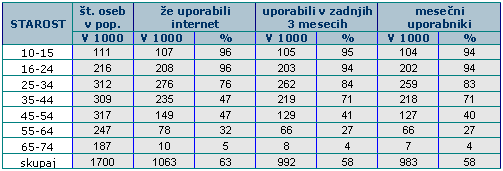 STAROST št. oseb v pop. že uporabili internet uporabili v zadnjih 3 mesecih mesečni uporabniki
V 1000 V 1000 % V 1000 % V 1000 %
10-15 111 107 96 105 95 104 94
16-24 216 208 96 203 94 202 94
25-34 312 276 76 262 84 259 83
35-44 309 235 47 219 71 218 71
45-54 317 149 47 129 41 127 40
55-64 247 78 32 66 27 66 27
65-74 187 10 5 8 4 7 4
skupaj 1700 1063 63 992 58 983 58